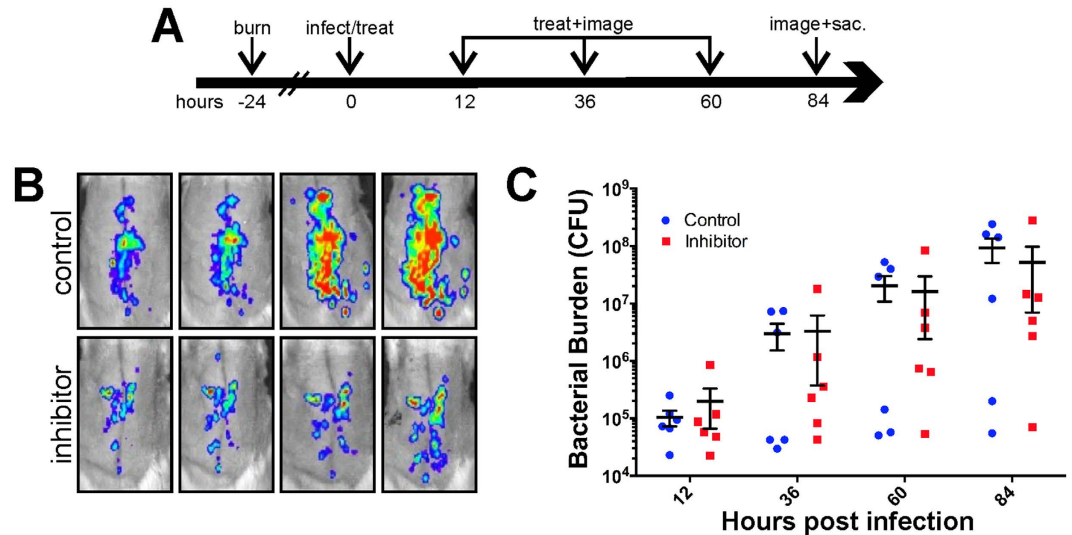 A
burn
infect/treat
treat+image
image+sac.
hours -24 0 12 36 60 84
B
control
inhibitor
C
Bacterial Burden (CFU)
10⁹
10⁸
10⁷
10⁶
10⁵
10⁴
Control
Inhibitor
12 36 60 84
Hours post infection